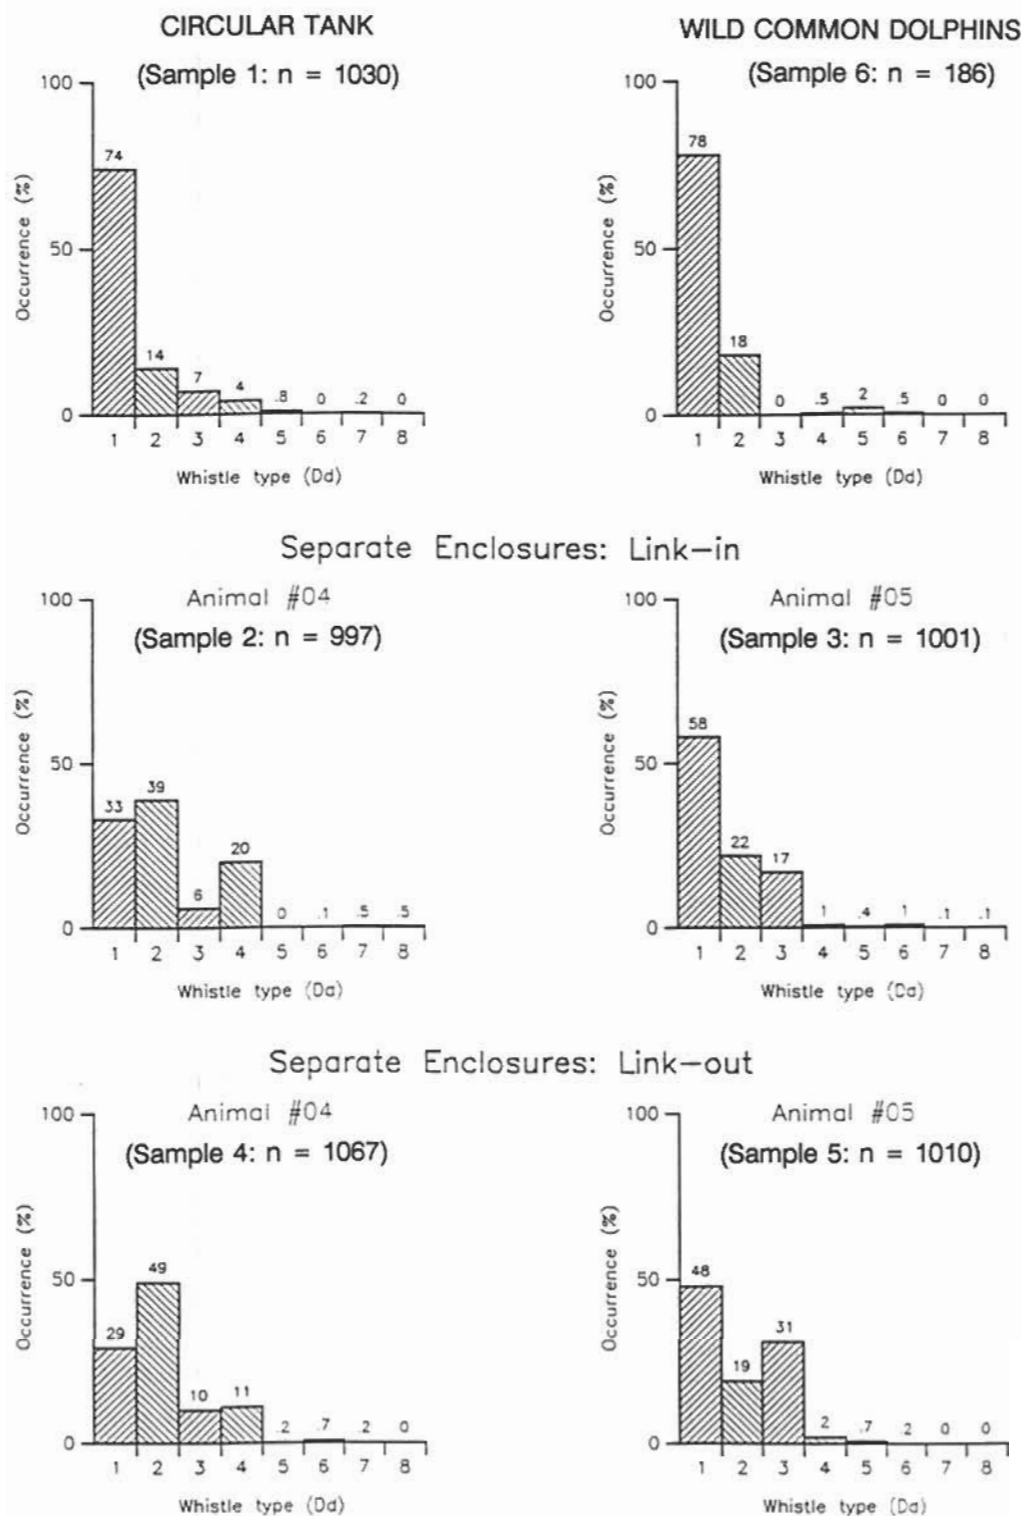 CIRCULAR TANK
(Sample 1: n = 1030)
100
50
0
Occurrence (%)
74
14
7
4
.8
0
.2
0
1 2 3 4 5 6 7 8
Whistle type (Dd)
WILD COMMON DOLPHINS
(Sample 6: n = 186)
100
50
0
Occurrence (%)
78
18
0
.5
2
.5
0
0
1 2 3 4 5 6 7 8
Whistle type (Dd)
Separate Enclosures: Link-in
Animal #04
(Sample 2: n = 997)
100
50
0
Occurrence (%)
33
39
6
20
0
.1
.5
.5
1 2 3 4 5 6 7 8
Whistle type (Dd)
Animal #05
(Sample 3: n = 1001)
100
50
0
Occurrence (%)
58
22
17
1
.4
1
.1
.1
1 2 3 4 5 6 7 8
Whistle type (Dd)
Separate Enclosures: Link-out
Animal #04
(Sample 4: n = 1067)
100
50
0
Occurrence (%)
29
49
10
11
.2
.7
.2
0
1 2 3 4 5 6 7 8
Whistle type (Dd)
Animal #05
(Sample 5: n = 1010)
100
50
0
Occurrence (%)
48
19
31
2
.7
.2
0
0
1 2 3 4 5 6 7 8
Whistle type (Dd)